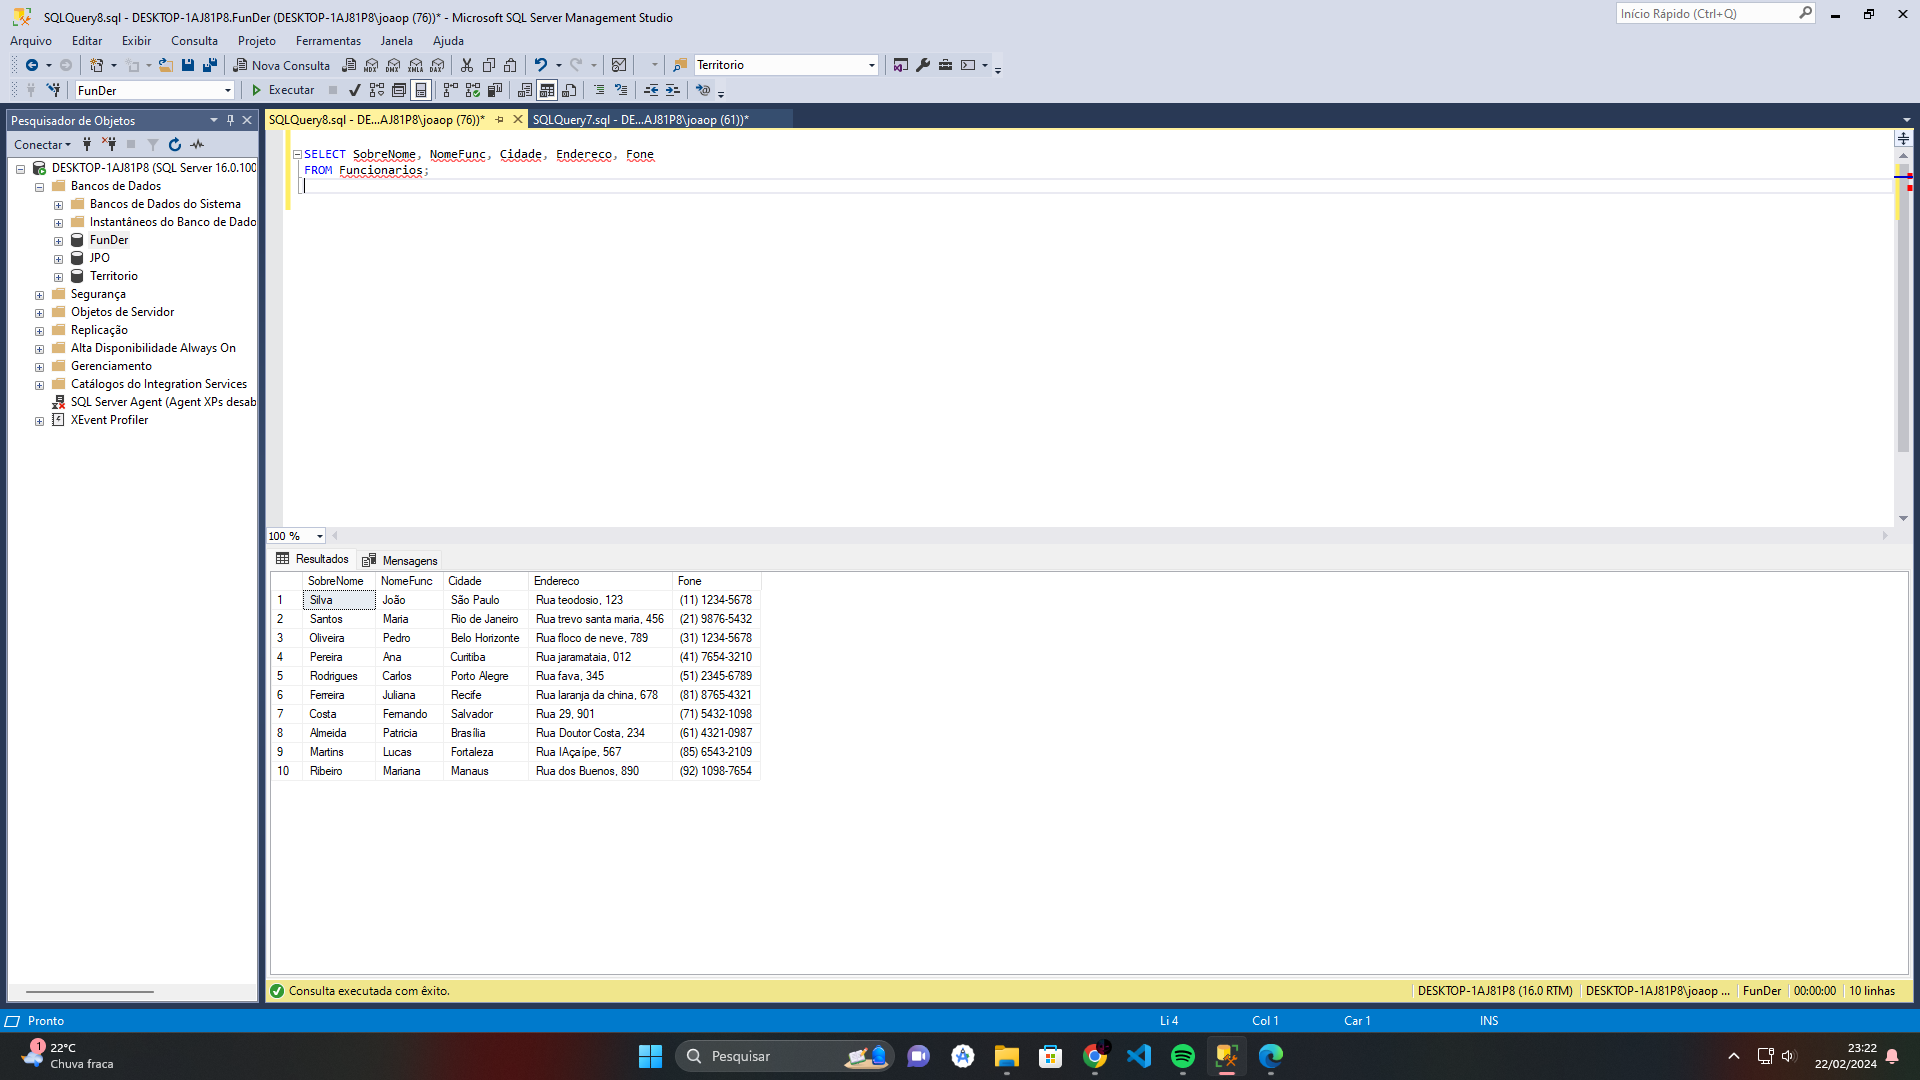 SQLQuery8.sql - DESKTOP-1AJ81P8.FunDer (DESKTOP-1AJ81P8\joaop (76))* - Microsoft SQL Server Management Studio
Início Rápido (Ctrl+Q)
Arquivo Editar Exibir Consulta Projeto Ferramentas Janela Ajuda
Nova Consulta
MDX DMX XMLA DAX
Territorio
FunDer
Executar
Pesquisador de Objetos
SQLQuery8.sql - DE...AJ81P8\joaop (76))*
SQLQuery7.sql - DE...AJ81P8\joaop (61))*
Conectar
DESKTOP-1AJ81P8 (SQL Server 16.0.100
Bancos de Dados
Bancos de Dados do Sistema
Instantâneos do Banco de Dado
FunDer
JPO
Territorio
Segurança
Objetos de Servidor
Replicação
Alta Disponibilidade Always On
Gerenciamento
Catálogos do Integration Services
SQL Server Agent (Agent XPs desab
XEvent Profiler
SELECT SobreNome, NomeFunc, Cidade, Endereco, Fone
FROM Funcionarios;
100 %
Resultados Mensagens
SobreNome NomeFunc Cidade Endereco Fone
1 Silva João São Paulo Rua teodosio, 123 (11) 1234-5678
2 Santos Maria Rio de Janeiro Rua trevo santa maria, 456 (21) 9876-5432
3 Oliveira Pedro Belo Horizonte Rua floco de neve, 789 (31) 1234-5678
4 Pereira Ana Curitiba Rua jaramataia, 012 (41) 7654-3210
5 Rodrigues Carlos Porto Alegre Rua fava, 345 (51) 2345-6789
6 Ferreira Juliana Recife Rua laranja da china, 678 (81) 8765-4321
7 Costa Fernando Salvador Rua 29, 901 (71) 5432-1098
8 Almeida Patricia Brasília Rua Doutor Costa, 234 (61) 4321-0987
9 Martins Lucas Fortaleza Rua IAçaípe, 567 (85) 6543-2109
10 Ribeiro Mariana Manaus Rua dos Buenos, 890 (92) 1098-7654
Consulta executada com êxito.
DESKTOP-1AJ81P8 (16.0 RTM) DESKTOP-1AJ81P8\joaop ... FunDer 00:00:00 10 linhas
Pronto
Li 4 Col 1 Car 1 INS
1
22°C
Chuva fraca
Pesquisar
23:22
22/02/2024